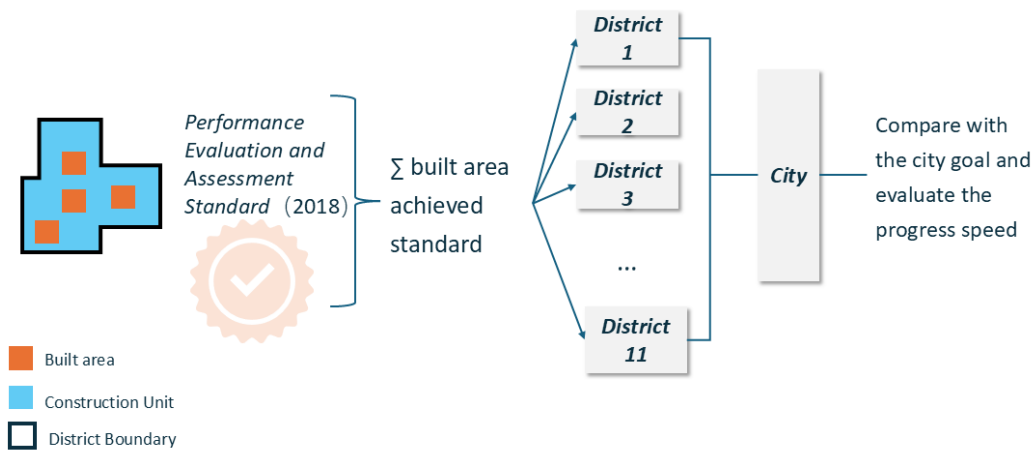 Performance
Evaluation and
Assessment
Standard（2018）
∑ built area
achieved
standard
District
1
District
2
District
3
...
District
11
City
Compare with
the city goal and
evaluate the
progress speed
Built area
Construction Unit
District Boundary